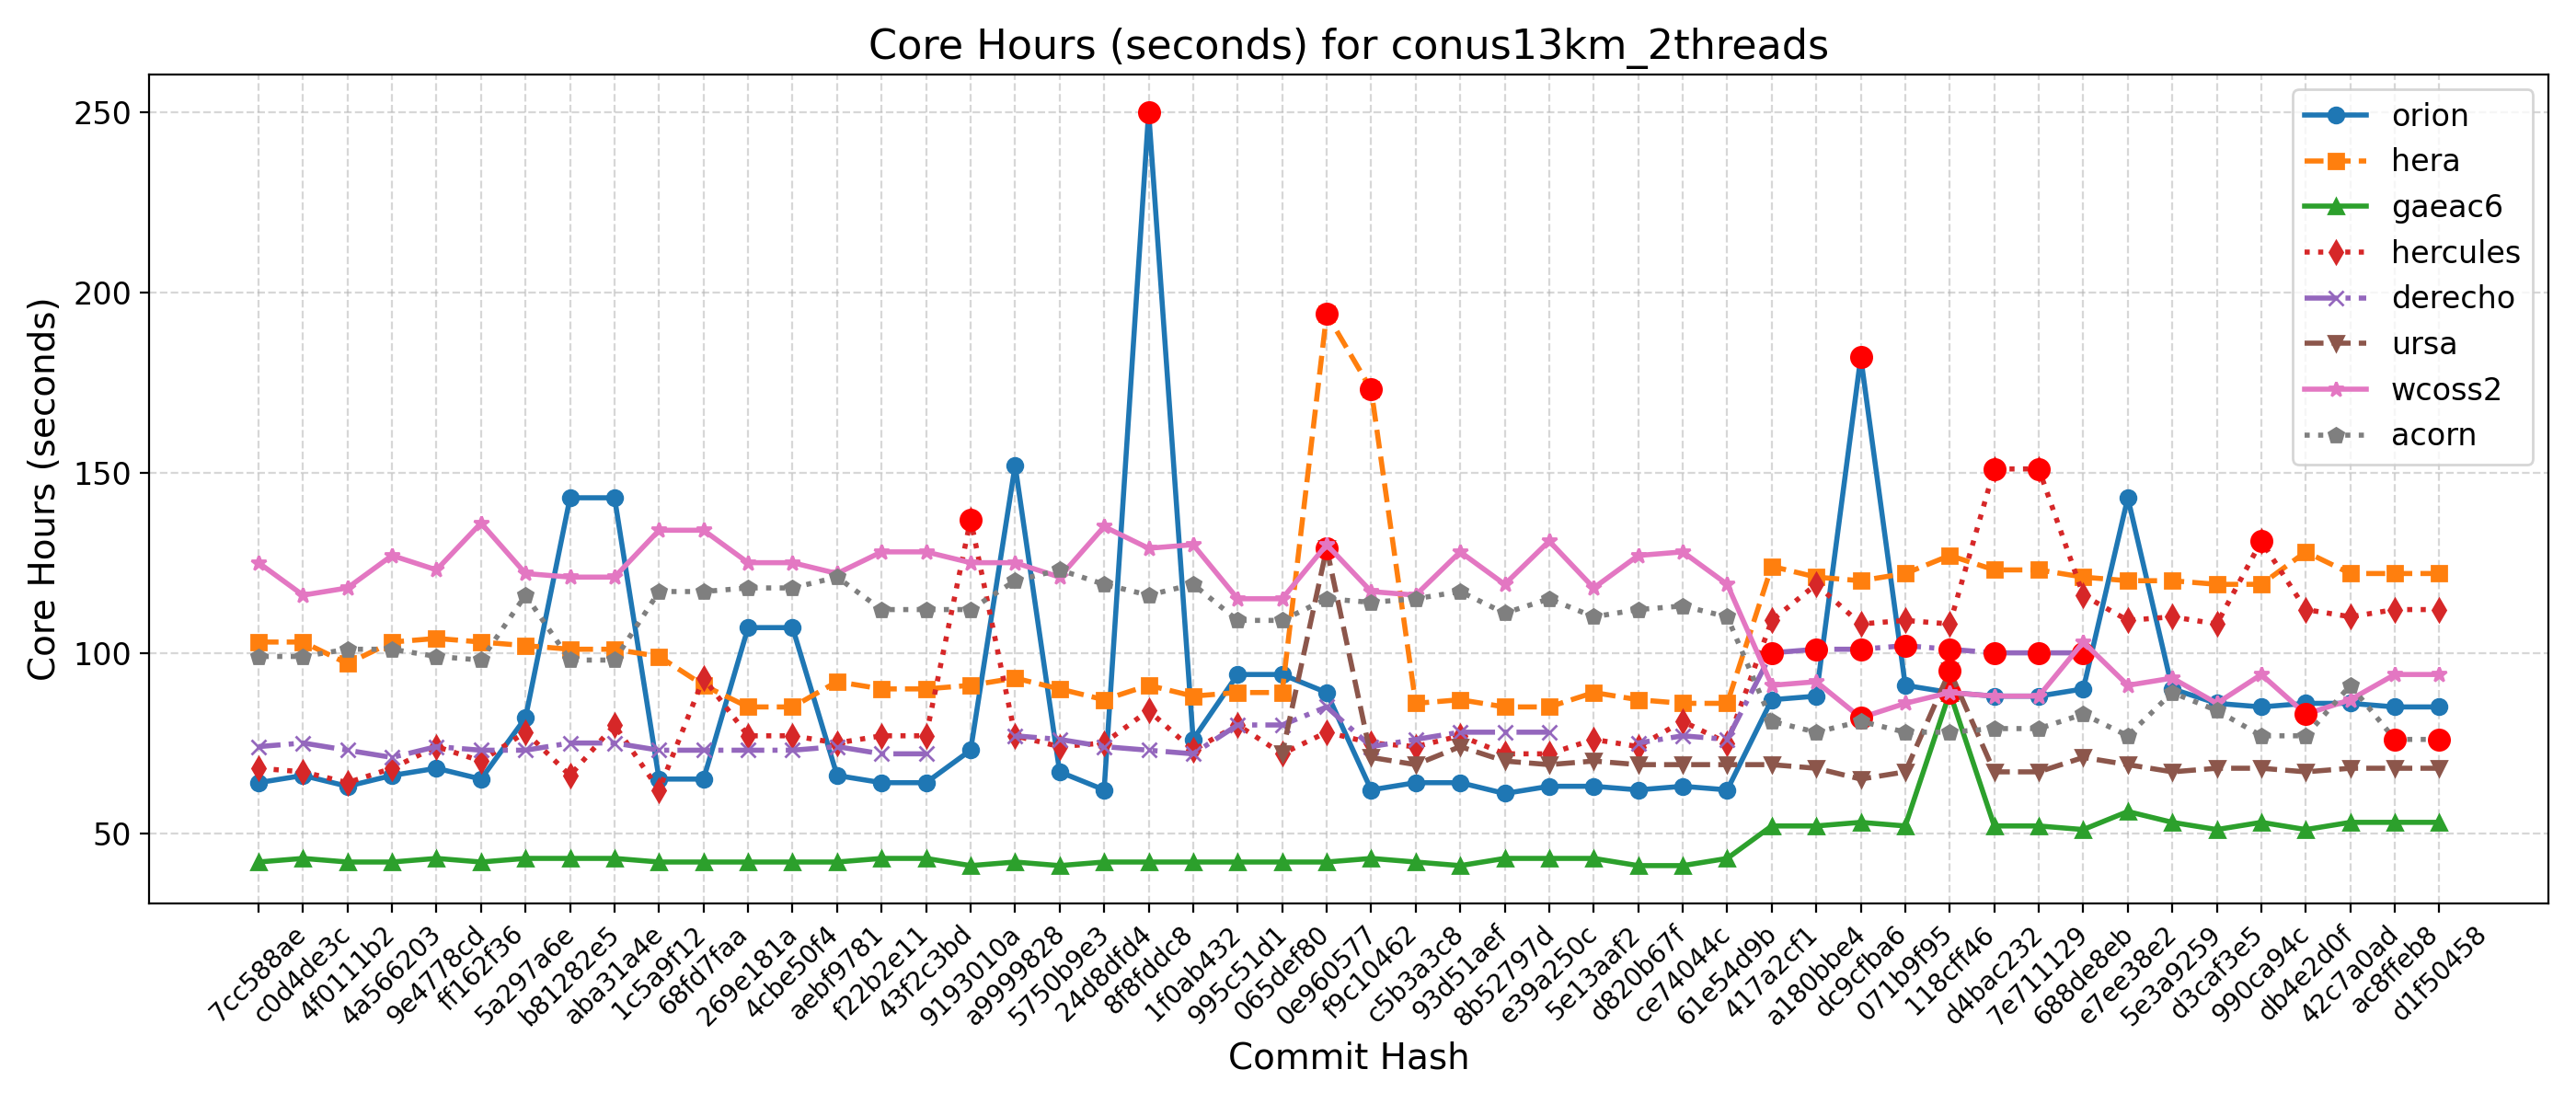 Core Hours (seconds) for conus13km_2threads
Core Hours (seconds)
250
200
150
100
50
orion
hera
gaeac6
hercules
derecho
ursa
wcoss2
acorn
7cc588ae
c0d4de3c
4f0111b2
4a566203
9e4778cd
ff162f36
5a297a6e
b81282e5
aba31a4e
1c5a9f12
68fd7faa
269e181a
4cbe50f4
aebf9781
f22b2e11
43f2c3bd
9193010a
a9999828
5750b9e3
24d8dfd4
8f8fddc8
1f0ab432
995c51d1
065def80
0e960577
f9c10462
c5b3a3c8
93d51aef
8b52797d
e39a250c
5e13aaf2
d820b67f
ce74044c
61e54d9b
417a2cf1
a180bbe4
dc9cfba6
071b9f95
118cff46
d4bac232
7e711129
688de8eb
e7ee38e2
5e3a9259
d3caf3e5
990ca94c
db4e2d0f
42c7a0ad
ac8ffeb8
d1f50458
Commit Hash